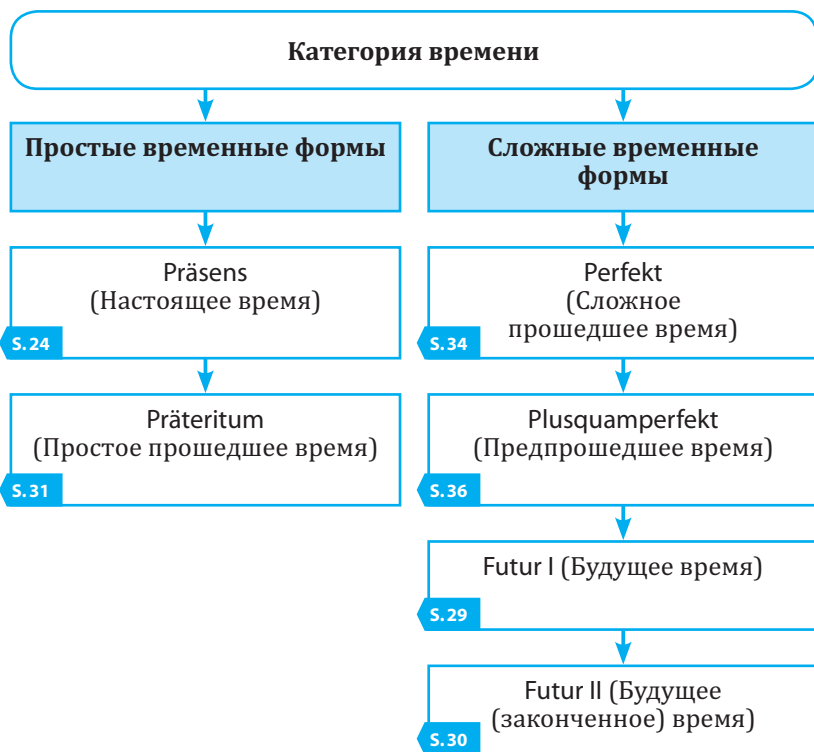 Категория времени
Простые временные формы
Сложные временные
формы
Präsens
(Настоящее время)
S. 24
Perfekt
(Сложное
прошедшее время)
S. 34
Präteritum
(Простое прошедшее время)
S. 31
Plusquamperfekt
(Предпрошедшее время)
S. 36
Futur I (Будущее время)
S. 29
Futur II (Будущее
(законченное) время)
S. 30